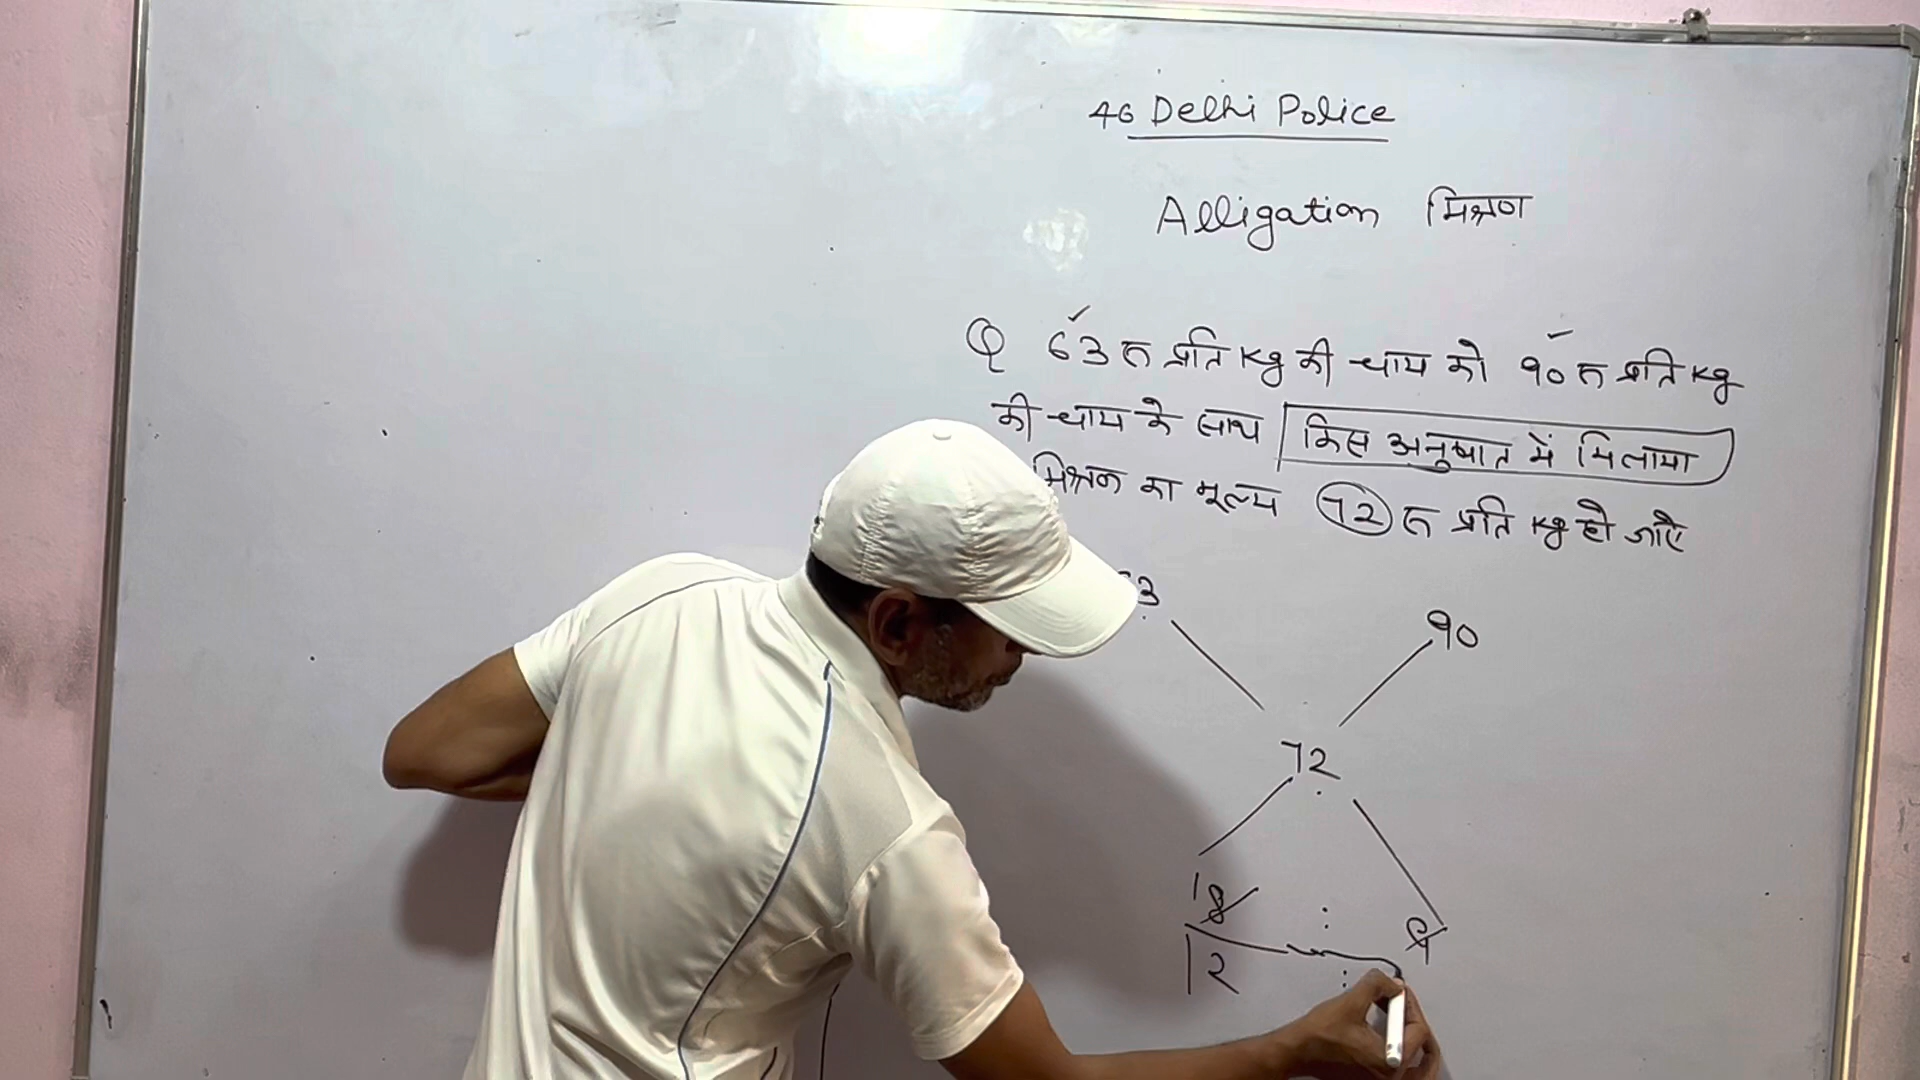 46 Delhi Police
Alligation मिश्रण
Q 63 रु प्रति kg की चाय को 90 रु प्रति kg
की चाय के साथ किस अनुपात में मिलाया
मिश्रण का मूल्य 72 रु प्रति kg हो जाए
3 90
72
18 : 9
2 :